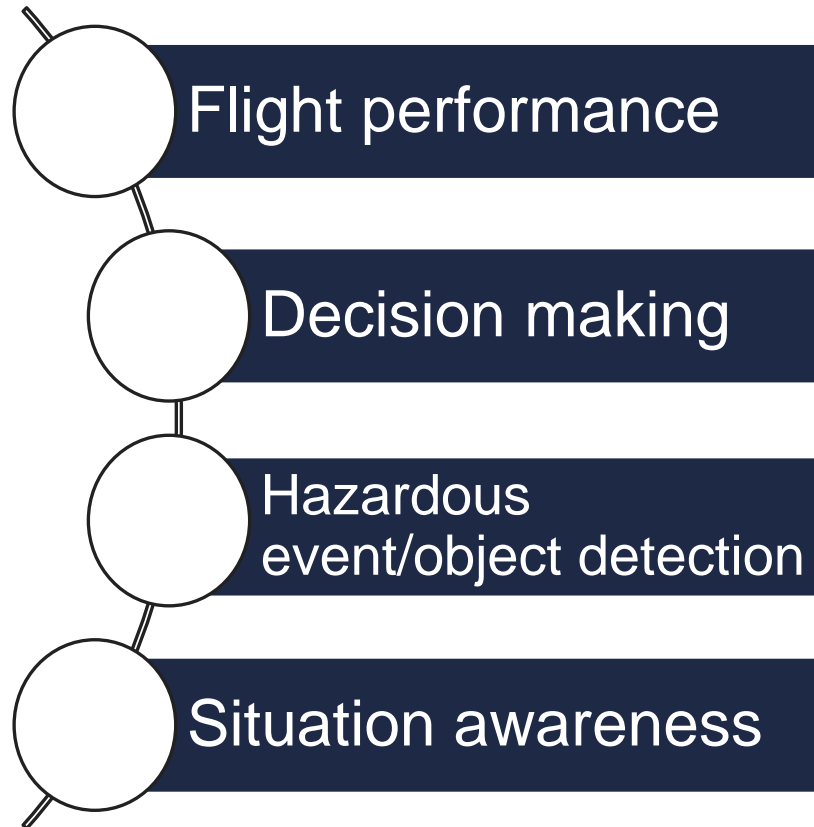 Flight performance
Decision making
Hazardous
event/object detection
Situation awareness